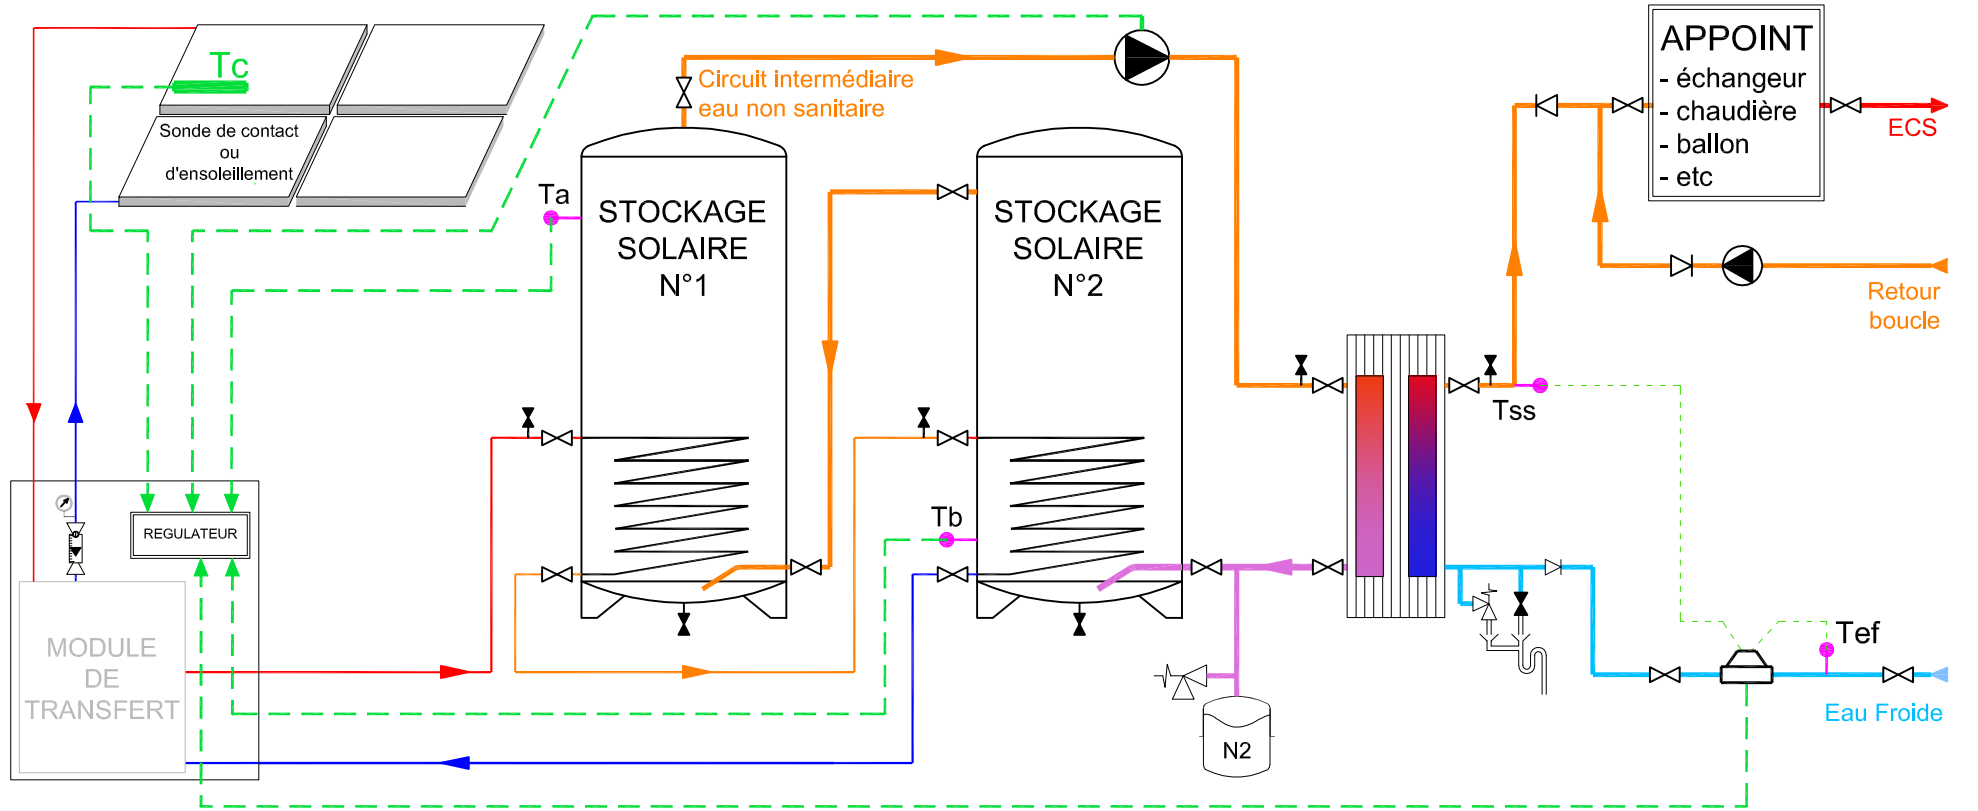 Tc
Sonde de contact
ou
d'ensoleillement
Circuit intermédiaire
eau non sanitaire
APPOINT
- échangeur
- chaudière
- ballon
- etc
ECS
Ta
STOCKAGE
SOLAIRE
N°1
STOCKAGE
SOLAIRE
N°2
Retour
boucle
Tss
REGULATEUR
Tb
MODULE
DE
TRANSFERT
Tef
Eau Froide
N2